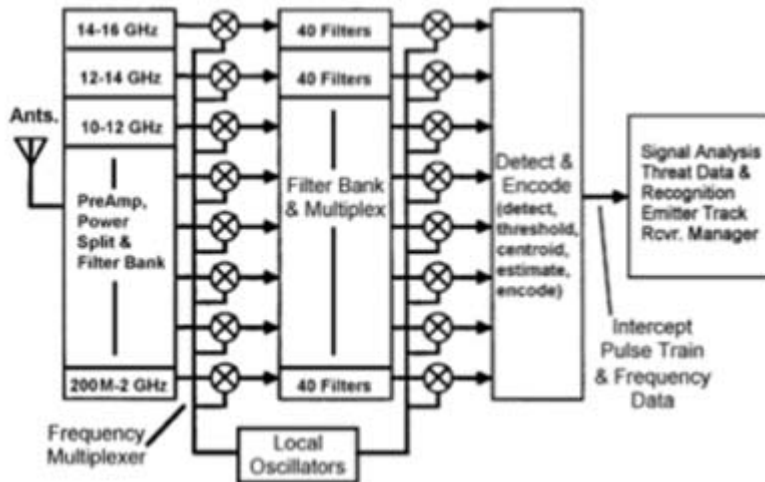 Ants.
14-16 GHz
12-14 GHz
10-12 GHz
PreAmp,
Power
Split &
Filter Bank
200M-2 GHz
Frequency
Multiplexer
40 Filters
40 Filters
Filter Bank
& Multiplex
40 Filters
Local
Oscillators
Detect &
Encode
(detect,
threshold,
centroid,
estimate,
encode)
Intercept
Pulse Train
& Frequency
Data
Signal Analysis
Threat Data &
Recognition
Emitter Track
Rcvr. Manager